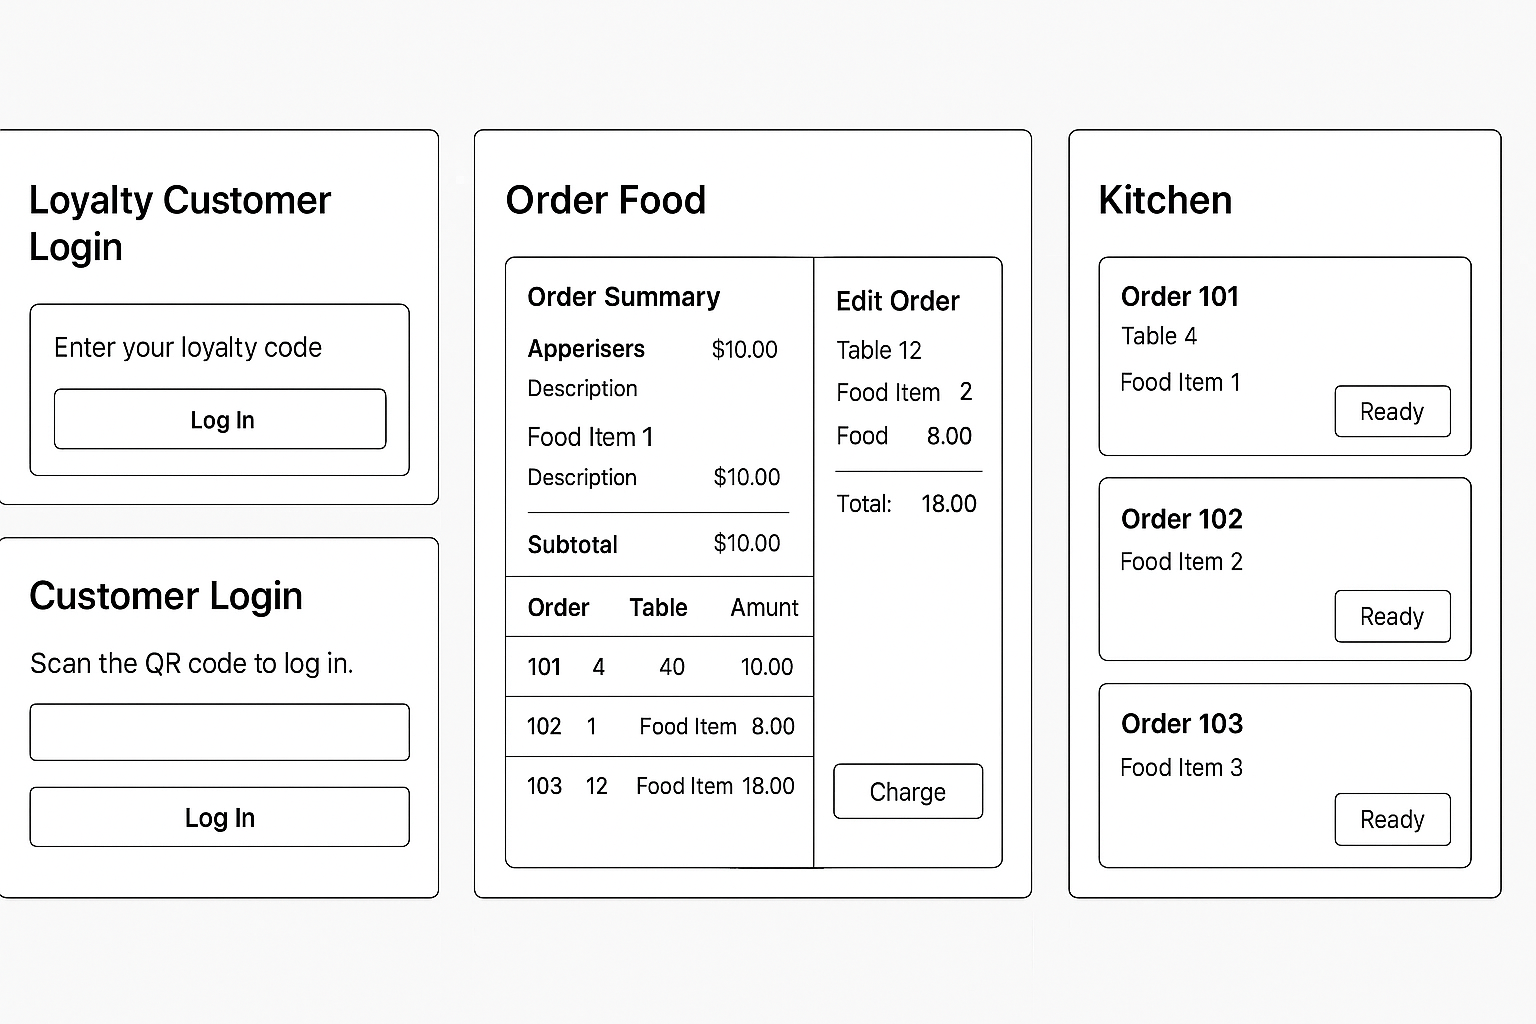 Loyalty Customer
Login
Enter your loyalty code
Log In
Customer Login
Scan the QR code to log in.
Log In
Order Food
Order Summary
Apperisers $10.00
Description
Food Item 1
Description $10.00
Subtotal $10.00
Order Table Amunt
101 4 40 10.00
102 1 Food Item 8.00
103 12 Food Item 18.00
Edit Order
Table 12
Food Item 2
Food 8.00
Total: 18.00
Charge
Kitchen
Order 101
Table 4
Food Item 1
Ready
Order 102
Food Item 2
Ready
Order 103
Food Item 3
Ready